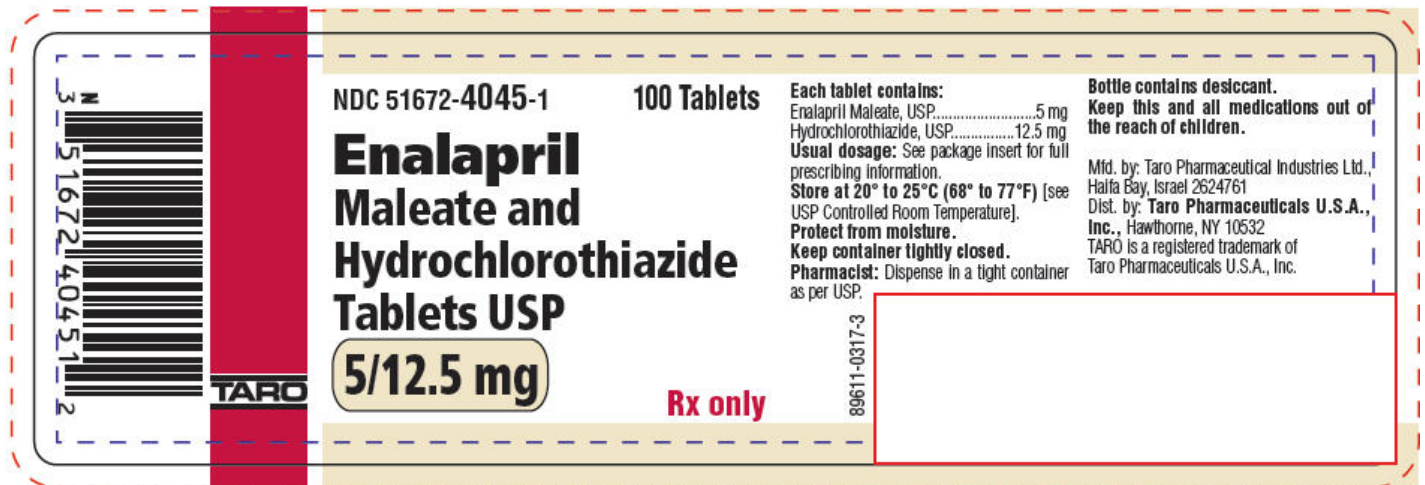 N
3 51672 40451 2
TARO
NDC 51672-4045-1 100 Tablets
Enalapril
Maleate and
Hydrochlorothiazide
Tablets USP
5/12.5 mg
Rx only
Each tablet contains:
Enalapril Maleate, USP..........................5 mg
Hydrochlorothiazide, USP...............12.5 mg
Usual dosage: See package insert for full
prescribing information.
Store at 20° to 25°C (68° to 77°F) [see
USP Controlled Room Temperature].
Protect from moisture.
Keep container tightly closed.
Pharmacist: Dispense in a tight container
as per USP.
89611-0317-3
Bottle contains desiccant.
Keep this and all medications out of
the reach of children.
Mfd. by: Taro Pharmaceutical Industries Ltd.,
Haifa Bay, Israel 2624761
Dist. by: Taro Pharmaceuticals U.S.A.,
Inc., Hawthorne, NY 10532
TARO is a registered trademark of
Taro Pharmaceuticals U.S.A., Inc.